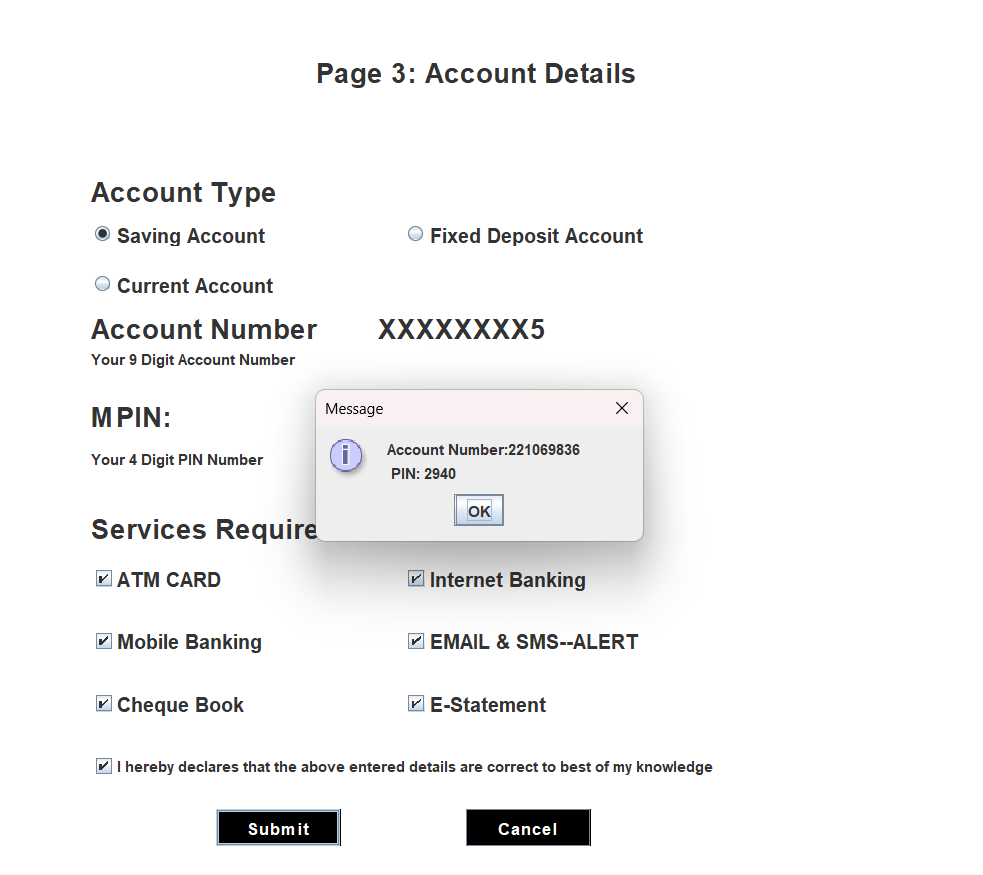 Page 3: Account Details
Account Type
Saving Account Fixed Deposit Account
Current Account
Account Number XXXXXXXX5
Your 9 Digit Account Number
MPIN:
Your 4 Digit PIN Number
Message
Account Number:221069836
PIN: 2940
OK
Services Require
ATM CARD Internet Banking
Mobile Banking EMAIL & SMS--ALERT
Cheque Book E-Statement
I hereby declares that the above entered details are correct to best of my knowledge
Submit Cancel